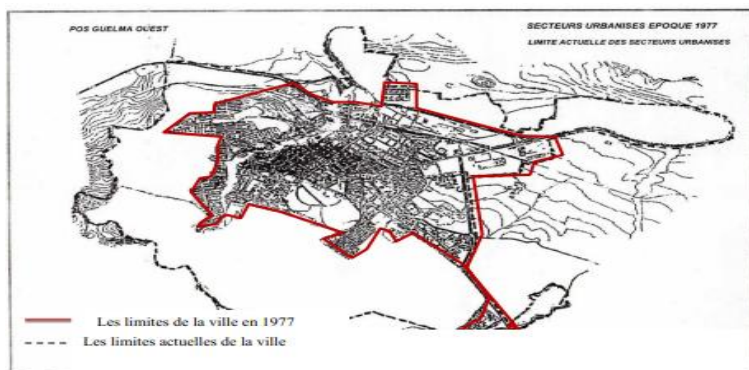 POS GUELMA OUEST
SECTEURS URBANISES EPOQUE 1977
LIMITE ACTUELLE DES SECTEURS URBANISES
Les limites de la ville en 1977
Les limites actuelles de la ville